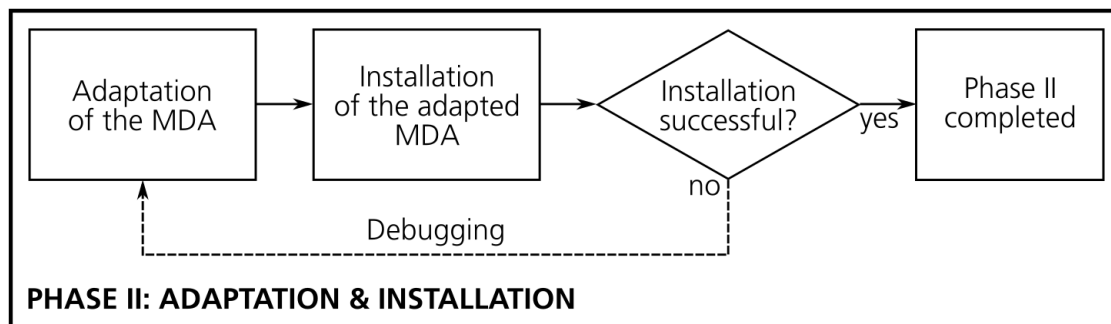 Adaptation
of the MDA
Installation
of the adapted
MDA
Installation
successful?
yes
Phase II
completed
no
Debugging
PHASE II: ADAPTATION & INSTALLATION